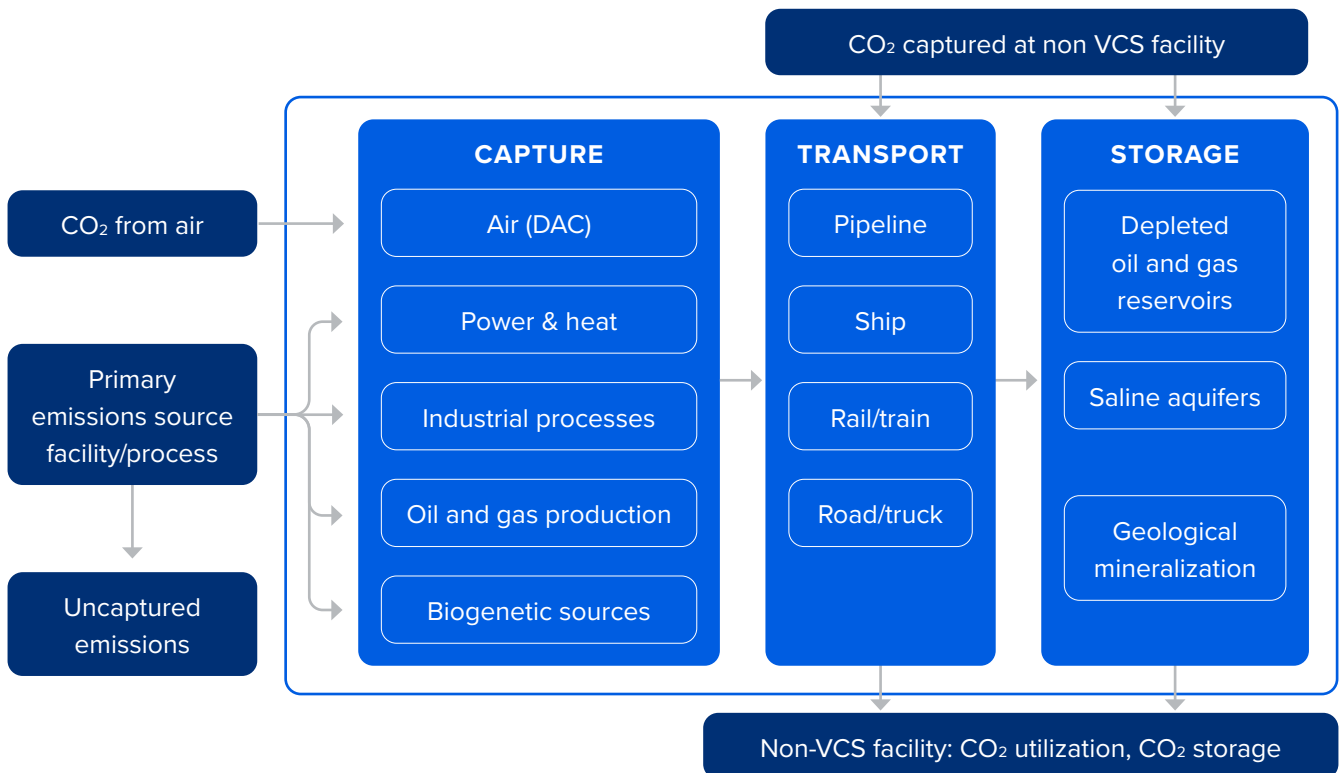 CO₂ captured at non VCS facility
CO₂ from air
Primary
emissions source
facility/process
Uncaptured
emissions
CAPTURE
Air (DAC)
Power & heat
Industrial processes
Oil and gas production
Biogenetic sources
TRANSPORT
Pipeline
Ship
Rail/train
Road/truck
STORAGE
Depleted
oil and gas
reservoirs
Saline aquifers
Geological
mineralization
Non-VCS facility: CO₂ utilization, CO₂ storage